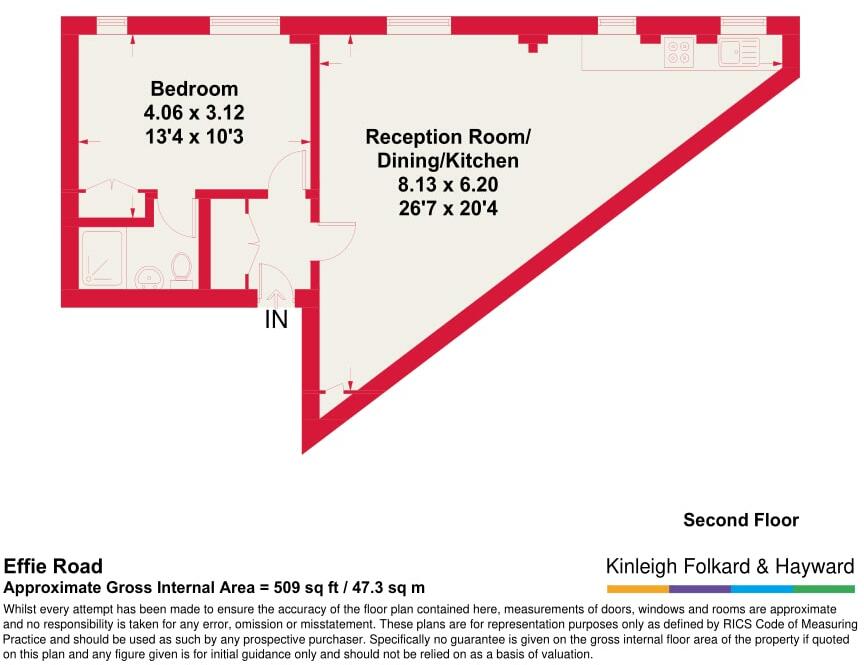 Bedroom
4.06 x 3.12
13'4 x 10'3
Reception Room/
Dining/Kitchen
8.13 x 6.20
26'7 x 20'4
IN
Second Floor
Effie Road
Approximate Gross Internal Area = 509 sq ft / 47.3 sq m
Kinleigh Folkard & Hayward
Whilst every attempt has been made to ensure the accuracy of the floor plan contained here, measurements of doors, windows and rooms are approximate
and no responsibility is taken for any error, omission or misstatement. These plans are for representation purposes only as defined by RICS Code of Measuring
Practice and should be used as such by any prospective purchaser. Specifically no guarantee is given on the gross internal floor area of the property if quoted
on this plan and any figure given is for initial guidance only and should not be relied on as a basis of valuation.